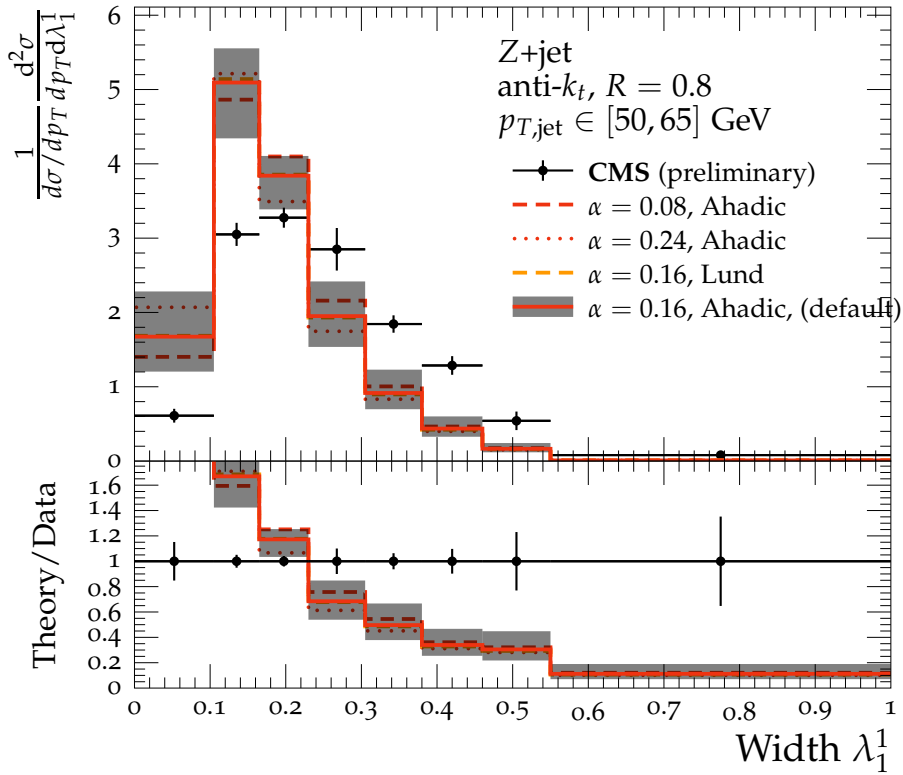 1/(dσ/dp_T) d²σ/(dp_T dλ¹₁)
6
5
4
3
2
1
0
Z+jet
anti-k_t, R = 0.8
p_T,jet ∈ [50, 65] GeV
CMS (preliminary)
α = 0.08, Ahadic
α = 0.24, Ahadic
α = 0.16, Lund
α = 0.16, Ahadic, (default)
Theory/Data
1.6
1.4
1.2
1
0.8
0.6
0.4
0.2
0
0 0.1 0.2 0.3 0.4 0.5 0.6 0.7 0.8 0.9 1
Width λ¹₁